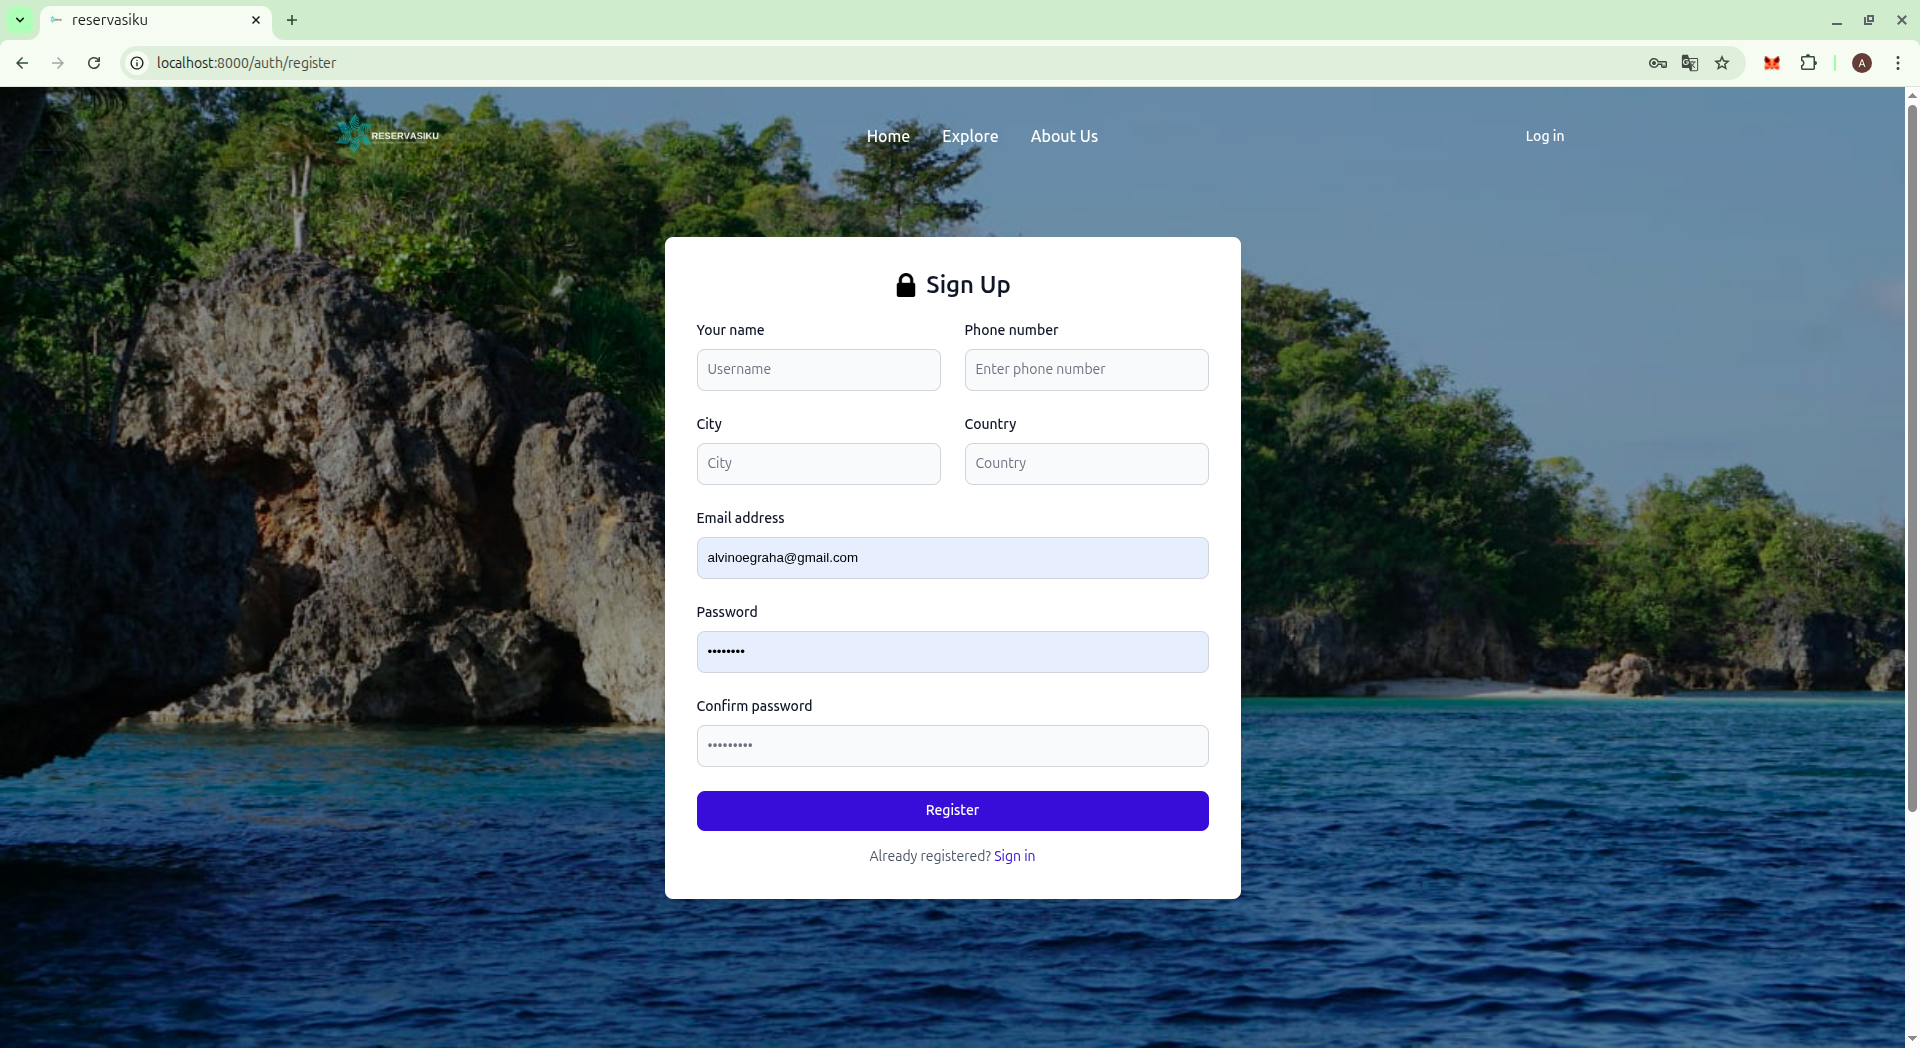 reservasiku
localhost:8000/auth/register
A
RESERVASIKU
Home Explore About Us Log in
Sign Up
Your name Phone number
Username Enter phone number
City Country
City Country
Email address
alvinoegraha@gmail.com
Password
••••••••
Confirm password
•••••••••
Register
Already registered? Sign in